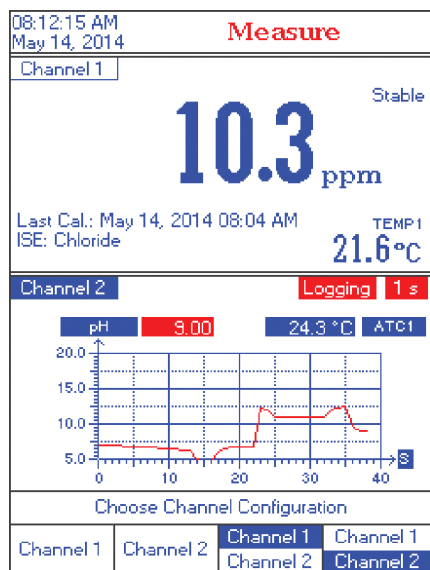 08:12:15 AM
May 14, 2014
Measure
Channel 1
Stable
10.3 ppm
Last Cal.: May 14, 2014 08:04 AM
ISE: Chloride
TEMP1
21.6°C
Channel 2
Logging 1 s
pH 9.00 24.3 °C ATC1
20.0
15.0
10.0
5.0
0 10 20 30 40
S
Choose Channel Configuration
Channel 1
Channel 2
Channel 1
Channel 2
Channel 1
Channel 2